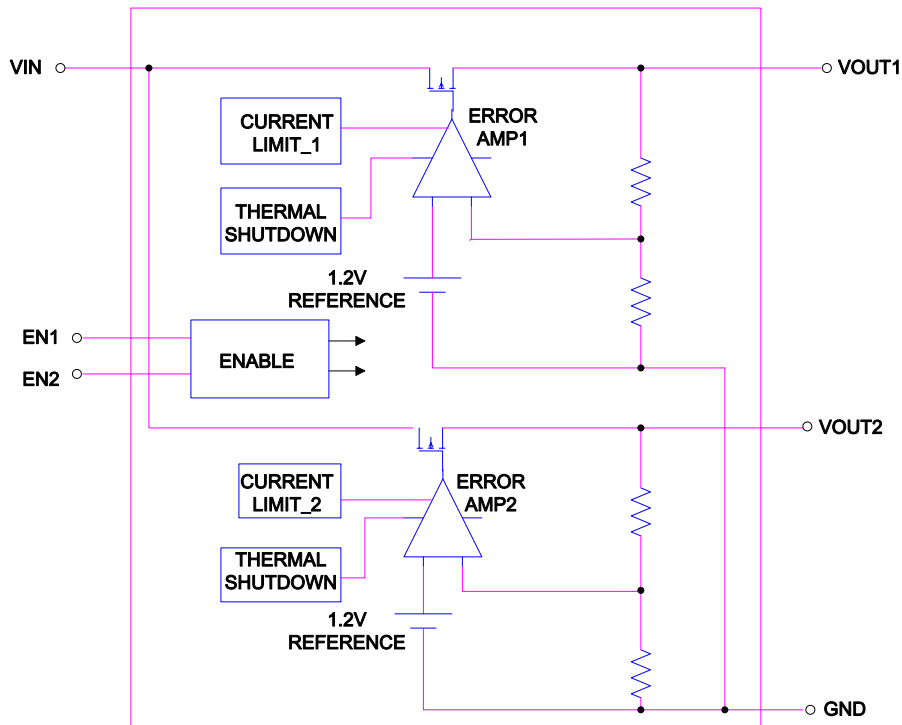 VIN
VOUT1
CURRENT
LIMIT_1
ERROR
AMP1
THERMAL
SHUTDOWN
1.2V
REFERENCE
EN1
EN2
ENABLE
VOUT2
CURRENT
LIMIT_2
ERROR
AMP2
THERMAL
SHUTDOWN
1.2V
REFERENCE
GND